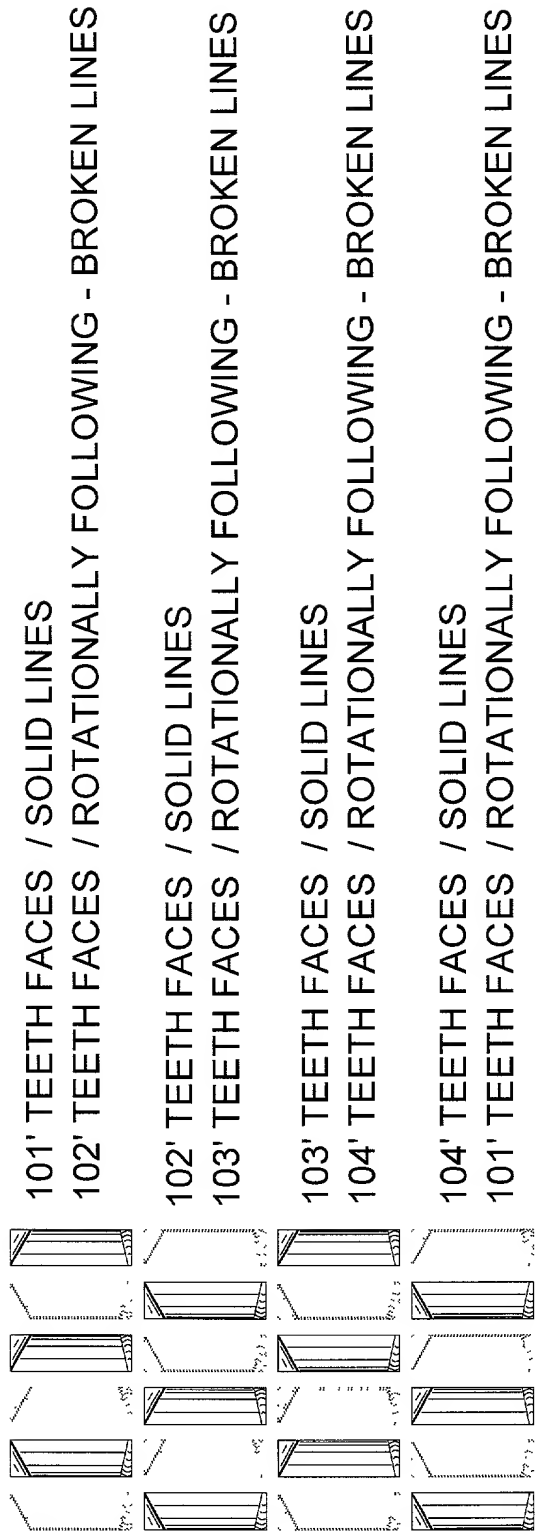 101' TEETH FACES / SOLID LINES
102' TEETH FACES / ROTATIONALLY FOLLOWING - BROKEN LINES
102' TEETH FACES / SOLID LINES
103' TEETH FACES / ROTATIONALLY FOLLOWING - BROKEN LINES
103' TEETH FACES / SOLID LINES
104' TEETH FACES / ROTATIONALLY FOLLOWING - BROKEN LINES
104' TEETH FACES / SOLID LINES
101' TEETH FACES / ROTATIONALLY FOLLOWING - BROKEN LINES